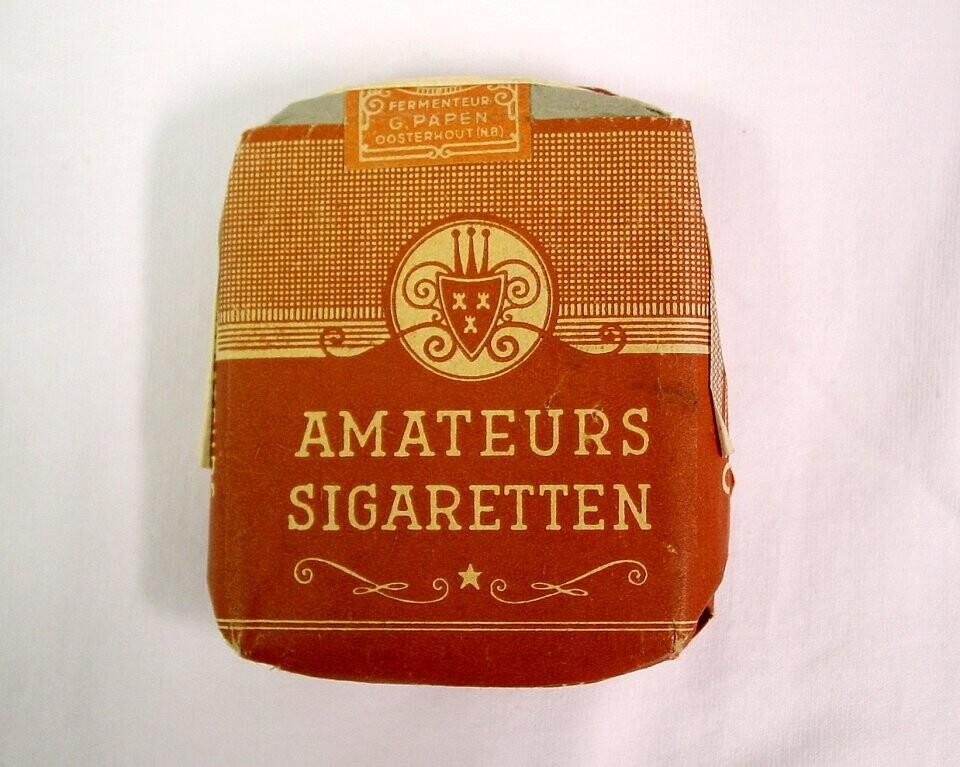 FERMENTEUR
G. PAPEN
OOSTERHOUT (N.B.)
AMATEURS
SIGARETTEN